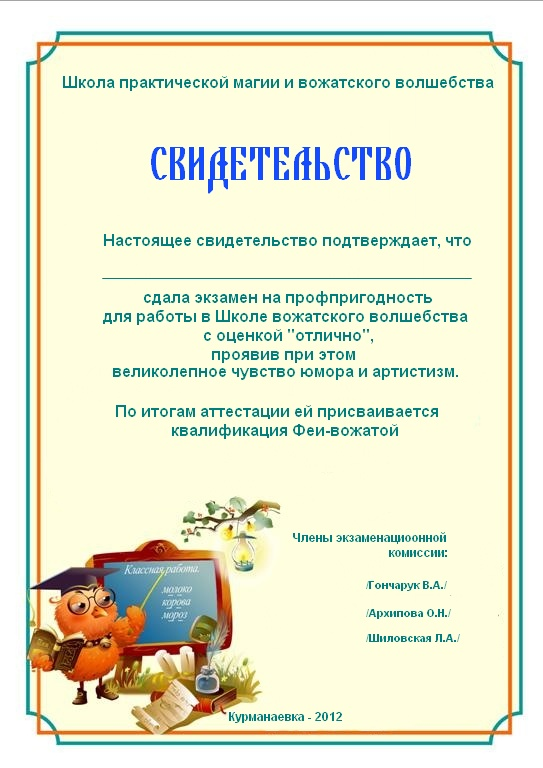 Школа практической магии и вожатского волшебства
СВИДЕТЕЛЬСТВО
Настоящее свидетельство подтверждает, что
сдала экзамен на профпригодность
для работы в Школе вожатского волшебства
с оценкой "отлично",
проявив при этом
великолепное чувство юмора и артистизм.
По итогам аттестации ей присваивается
квалификация Феи-вожатой
Члены экзаменациоонной
комиссии:
/Гончарук В.А./
/Архипова О.Н./
/Шиловская Л.А./
Классная работа.
молоко
корова
мороз
Курманаевка - 2012